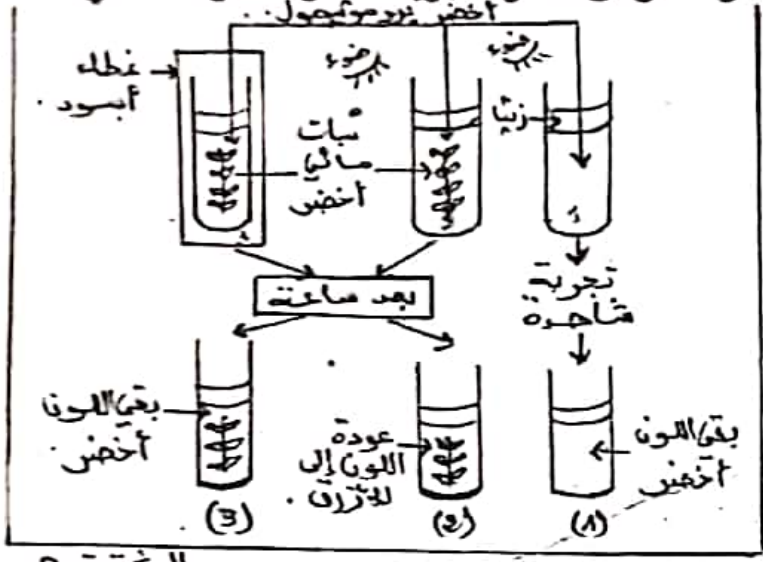 أخضر بروموتيمول..
ضوء
ضوء
غطاء
أسود.
زيت
نبات
مائي
أخضر
تجربة
شاهدة
بعد ساعة
بقي اللون
أخضر.
عودة
اللون إلى
الأزرق.
بقي اللون
أخضر
(3)
(2)
(1)